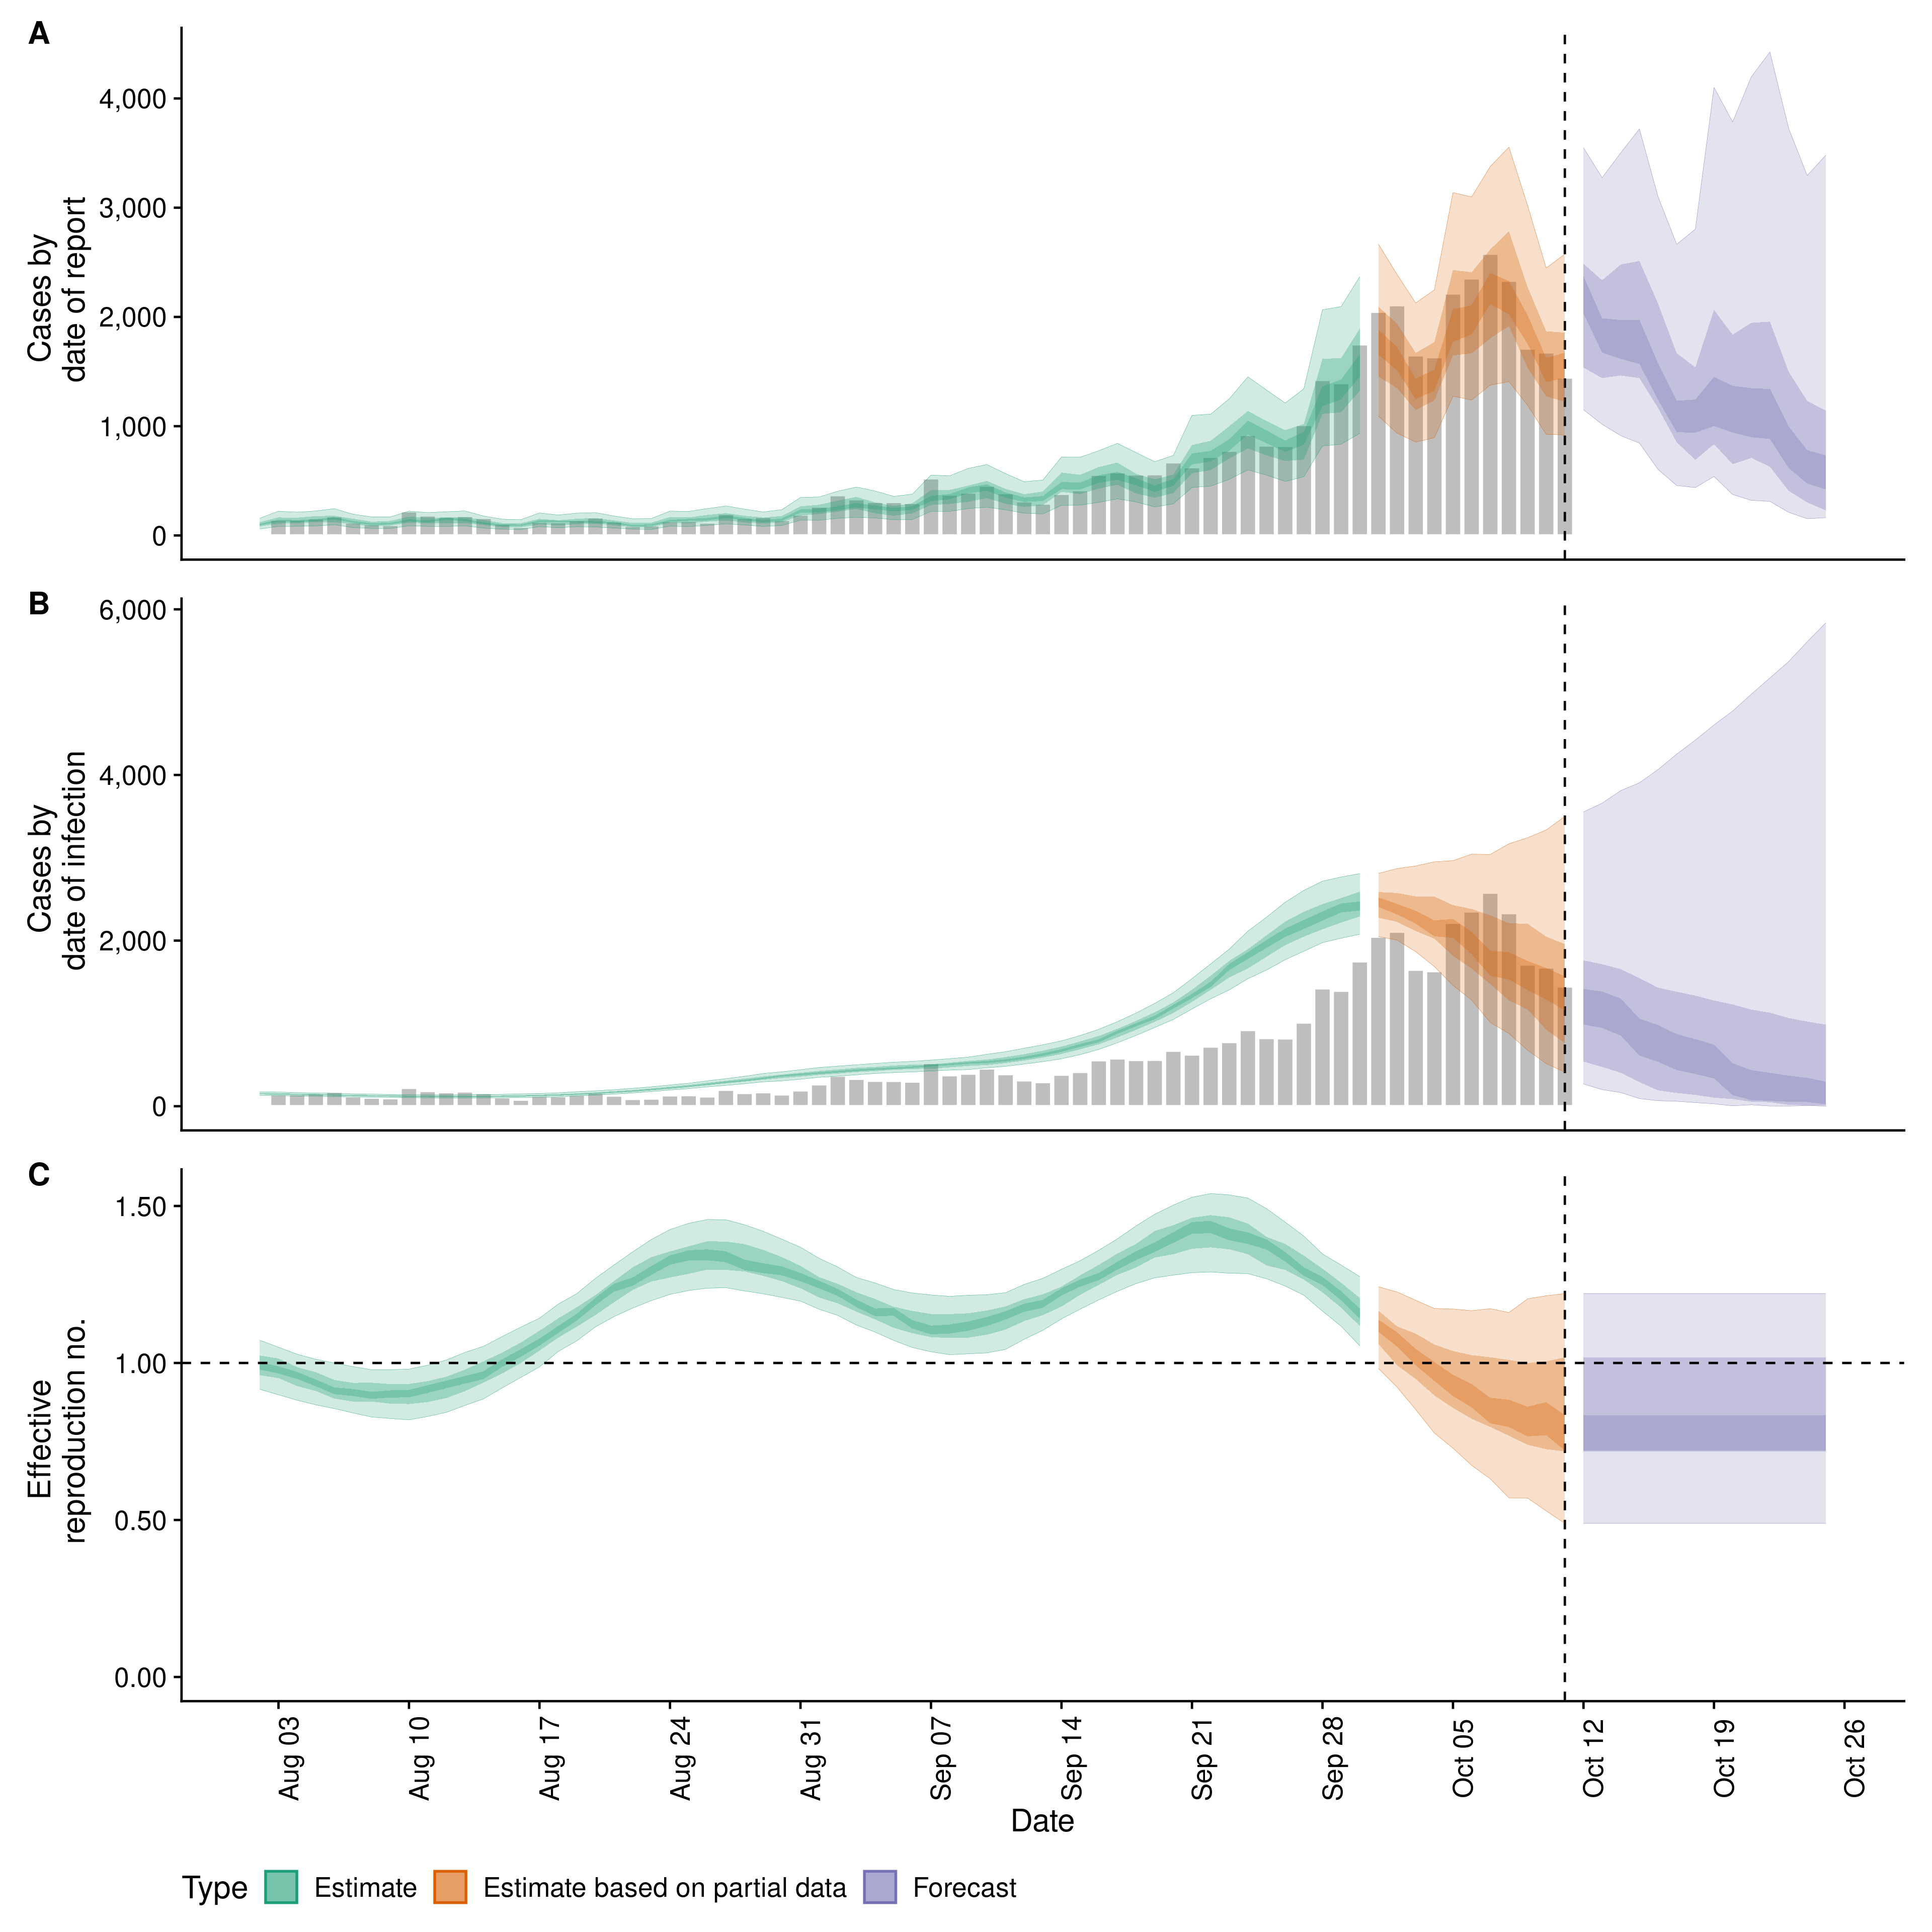 A
Cases by
date of report
4,000
3,000
2,000
1,000
0
B
Cases by
date of infection
6,000
4,000
2,000
0
C
Effective
reproduction no.
1.50
1.00
0.50
0.00
Aug 03
Aug 10
Aug 17
Aug 24
Aug 31
Sep 07
Sep 14
Sep 21
Sep 28
Oct 05
Oct 12
Oct 19
Oct 26
Date
Type Estimate Estimate based on partial data Forecast